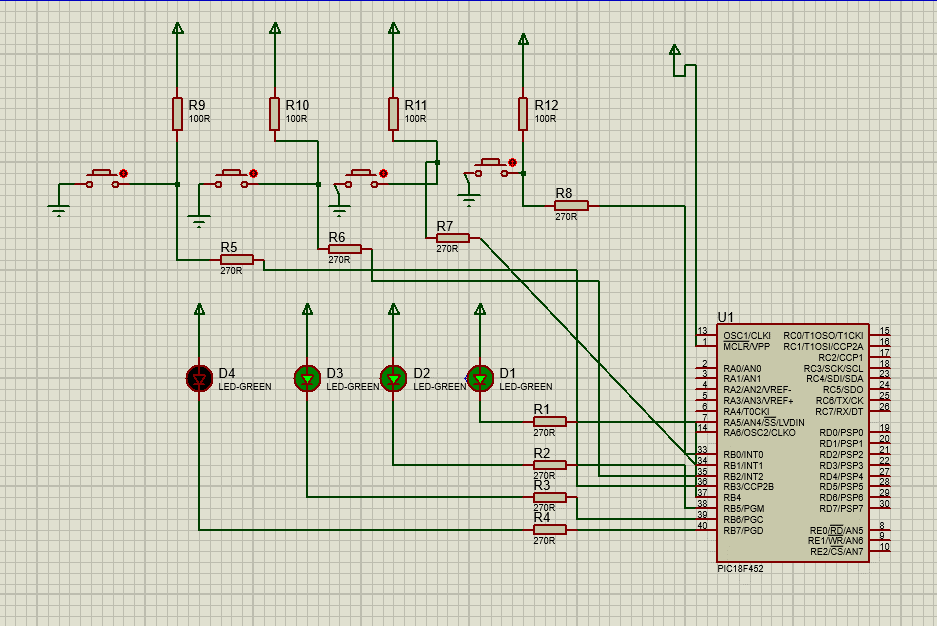 R9
100R
R10
100R
R11
100R
R12
100R
R8
270R
R7
270R
R6
270R
R5
270R
D4
LED-GREEN
D3
LED-GREEN
D2
LED-GREEN
D1
LED-GREEN
R1
270R
R2
270R
R3
270R
R4
270R
U1
13 OSC1/CLKI RC0/T1OSO/T1CKI 15
1 MCLR/VPP RC1/T1OSI/CCP2A 16
RC2/CCP1 17
2 RA0/AN0 RC3/SCK/SCL 18
3 RA1/AN1 RC4/SDI/SDA 23
4 RA2/AN2/VREF- RC5/SDO 24
5 RA3/AN3/VREF+ RC6/TX/CK 25
6 RA4/T0CKI RC7/RX/DT 26
7 RA5/AN4/SS/LVDIN
14 RA6/OSC2/CLKO RD0/PSP0 19
RD1/PSP1 20
33 RB0/INT0 RD2/PSP2 21
34 RB1/INT1 RD3/PSP3 22
35 RB2/INT2 RD4/PSP4 27
36 RB3/CCP2B RD5/PSP5 28
37 RB4 RD6/PSP6 29
38 RB5/PGM RD7/PSP7 30
39 RB6/PGC
40 RB7/PGD RE0/RD/AN5 8
RE1/WR/AN6 9
RE2/CS/AN7 10
PIC18F452